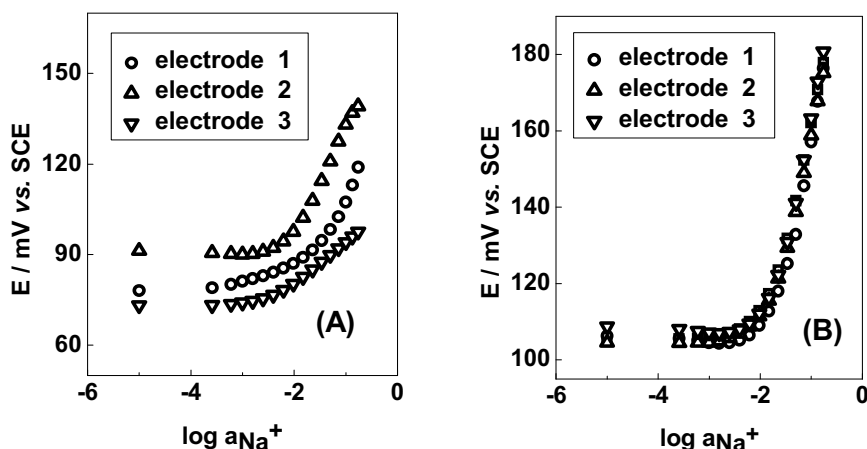 E / mV vs. SCE
150
120
90
60
electrode 1
electrode 2
electrode 3
(A)
-6
-4
-2
0
log aNa+
E / mV vs. SCE
180
160
140
120
100
electrode 1
electrode 2
electrode 3
(B)
-6
-4
-2
0
log aNa+